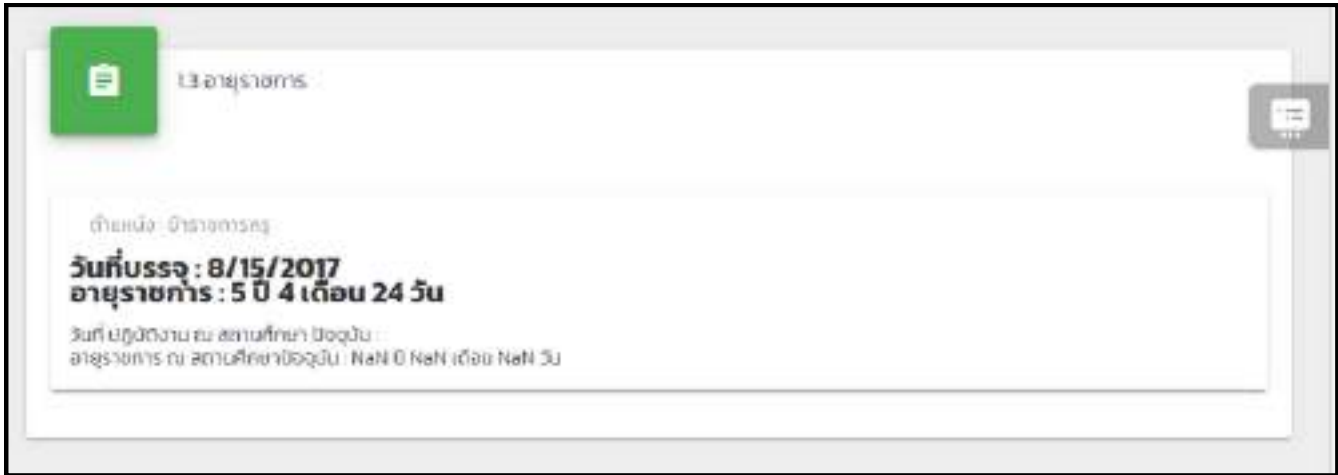 1.3 อายุราชการ
ตำแหน่ง : ข้าราชการครู
วันที่บรรจุ : 8/15/2017
อายุราชการ : 5 ปี 4 เดือน 24 วัน
วันที่ ปฏิบัติงาน ณ สถานศึกษา ปัจจุบัน :
อายุราชการ ณ สถานศึกษาปัจจุบัน : NaN ปี NaN เดือน NaN วัน